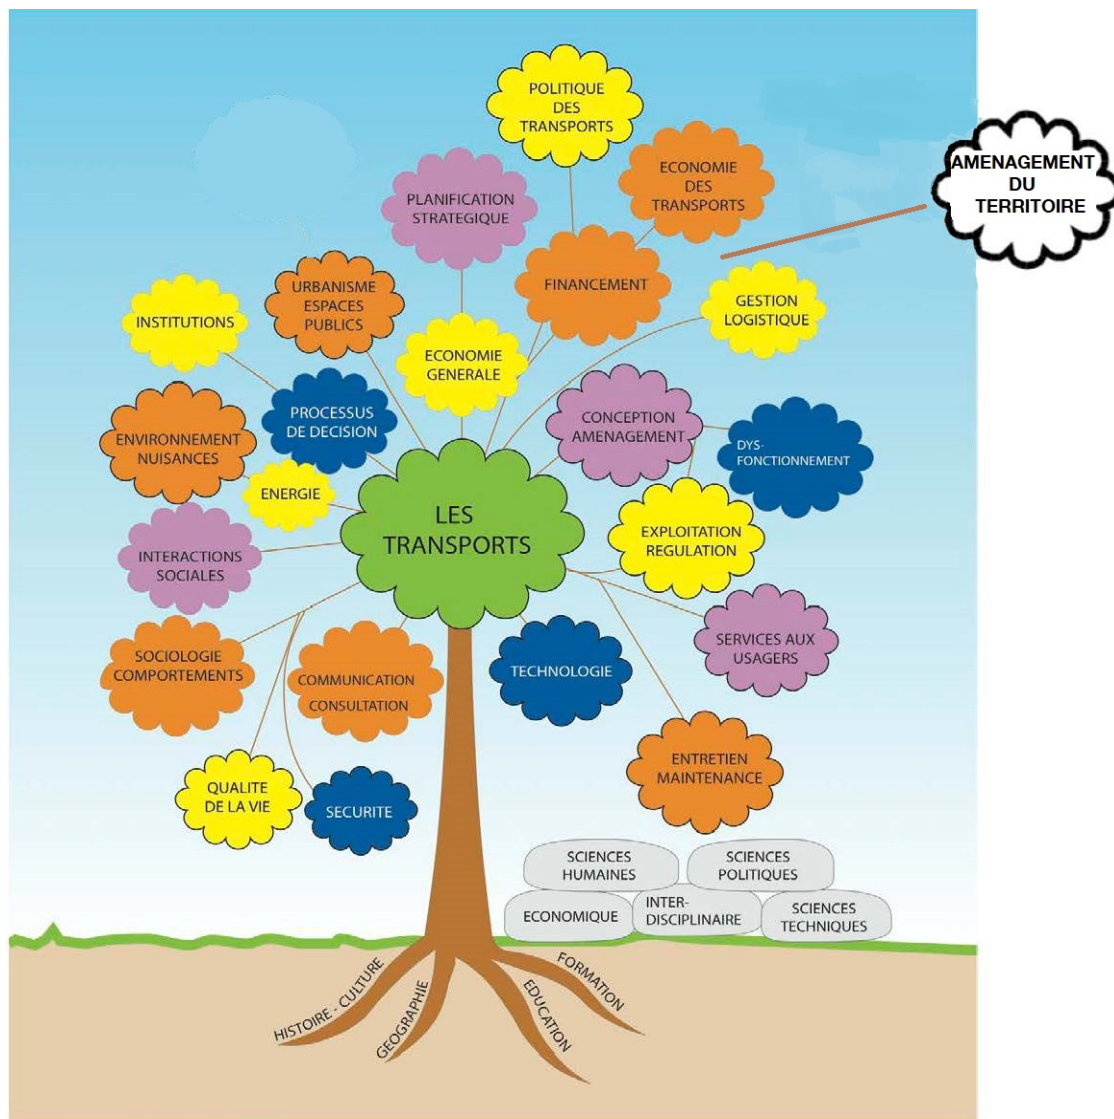 POLITIQUE
DES
TRANSPORTS
ECONOMIE
DES
TRANSPORTS
AMENAGEMENT
DU
TERRITOIRE
PLANIFICATION
STRATEGIQUE
URBANISME
ESPACES
PUBLICS
FINANCEMENT
GESTION
LOGISTIQUE
INSTITUTIONS
ECONOMIE
GENERALE
PROCESSUS
DE DECISION
CONCEPTION
AMENAGEMENT
ENVIRONNEMENT
NUISANCES
DYS-
FONCTIONNEMENT
ENERGIE
LES
TRANSPORTS
EXPLOITATION
REGULATION
INTERACTIONS
SOCIALES
SERVICES AUX
USAGERS
SOCIOLOGIE
COMPORTEMENTS
COMMUNICATION
CONSULTATION
TECHNOLOGIE
ENTRETIEN
MAINTENANCE
QUALITE
DE LA VIE
SECURITE
SCIENCES
HUMAINES
SCIENCES
POLITIQUES
ECONOMIQUE
INTER-
DISCIPLINAIRE
SCIENCES
TECHNIQUES
HISTOIRE - CULTURE
GEOGRAPHIE
EDUCATION
FORMATION